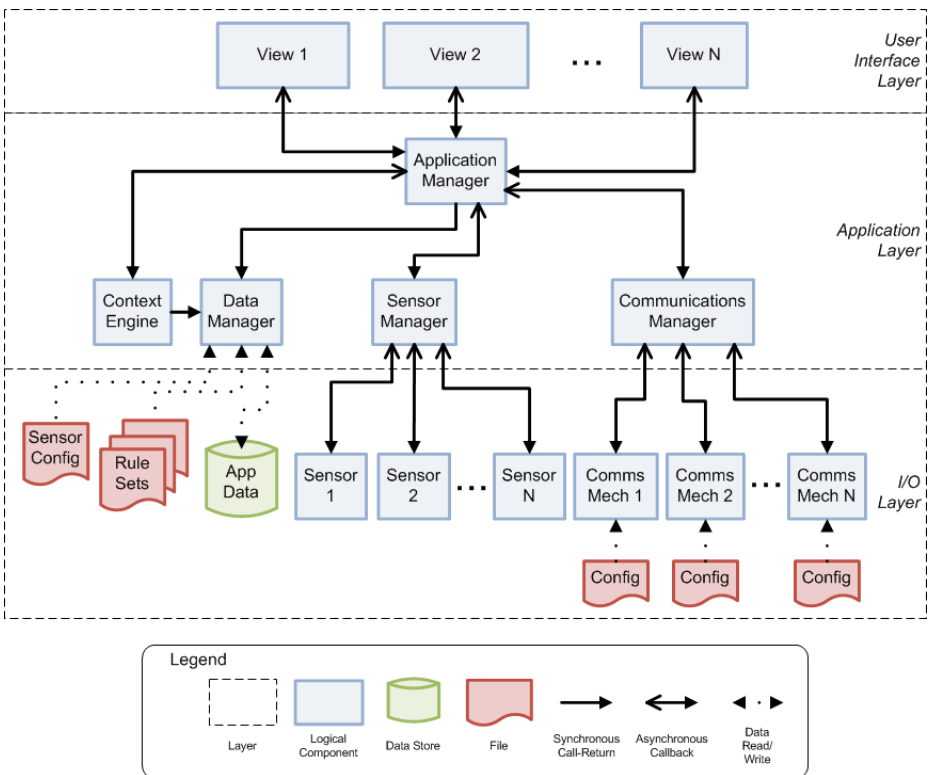 View 1
View 2
...
View N
User
Interface
Layer
Application
Manager
Application
Layer
Context
Engine
Data
Manager
Sensor
Manager
Communications
Manager
Sensor
Config
Rule
Sets
App
Data
Sensor
1
Sensor
2
...
Sensor
N
Comms
Mech 1
Comms
Mech 2
...
Comms
Mech N
I/O
Layer
Config
Config
Config
Legend
Layer
Logical
Component
Data Store
File
Synchronous
Call-Return
Asynchronous
Callback
Data
Read/
Write